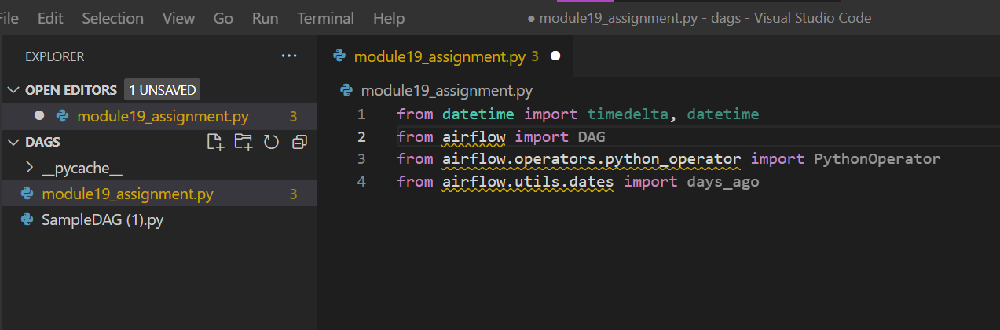 File Edit Selection View Go Run Terminal Help ● module19_assignment.py - dags - Visual Studio Code
EXPLORER ···
OPEN EDITORS 1 UNSAVED
module19_assignment.py 3
DAGS
__pycache__
module19_assignment.py 3
SampleDAG (1).py
module19_assignment.py 3
module19_assignment.py
1 from datetime import timedelta, datetime
2 from airflow import DAG
3 from airflow.operators.python_operator import PythonOperator
4 from airflow.utils.dates import days_ago